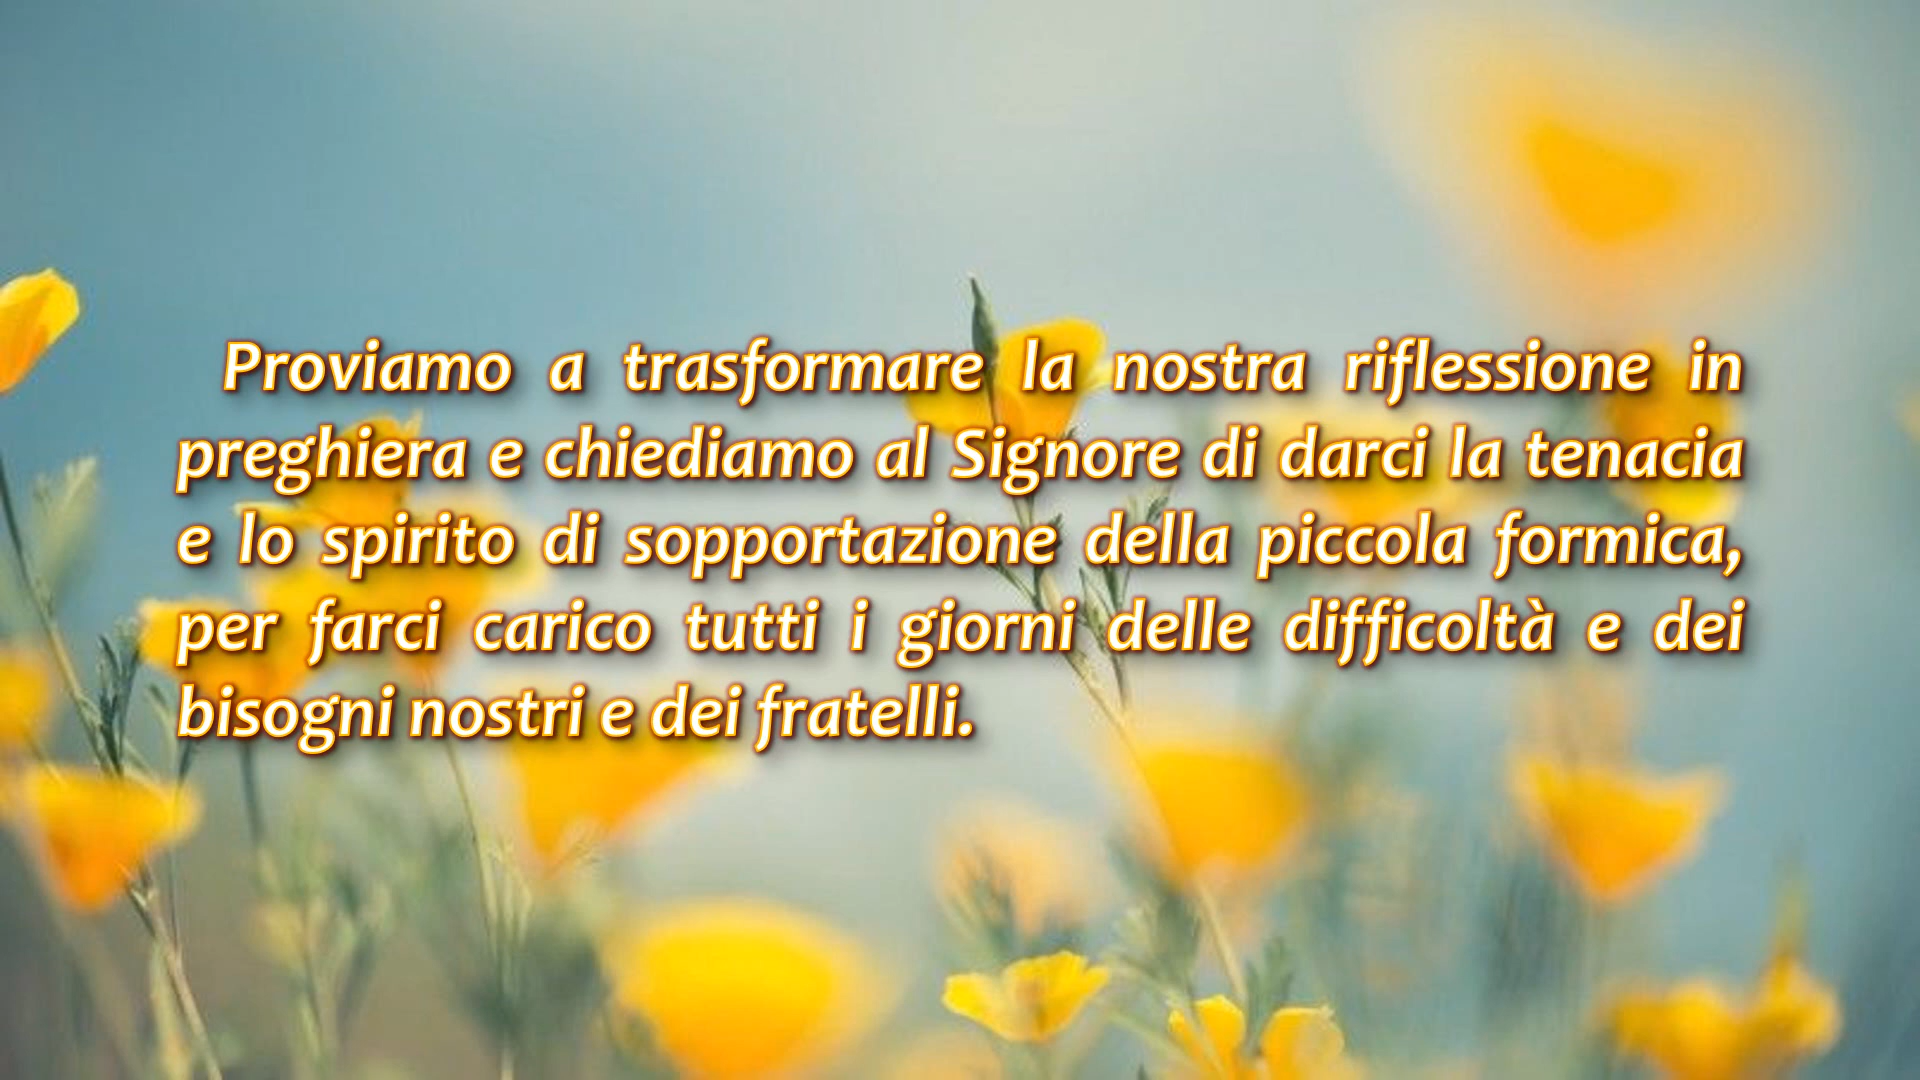 Proviamo a trasformare la nostra riflessione in
preghiera e chiediamo al Signore di darci la tenacia
e lo spirito di sopportazione della piccola formica,
per farci carico tutti i giorni delle difficoltà e dei
bisogni nostri e dei fratelli.